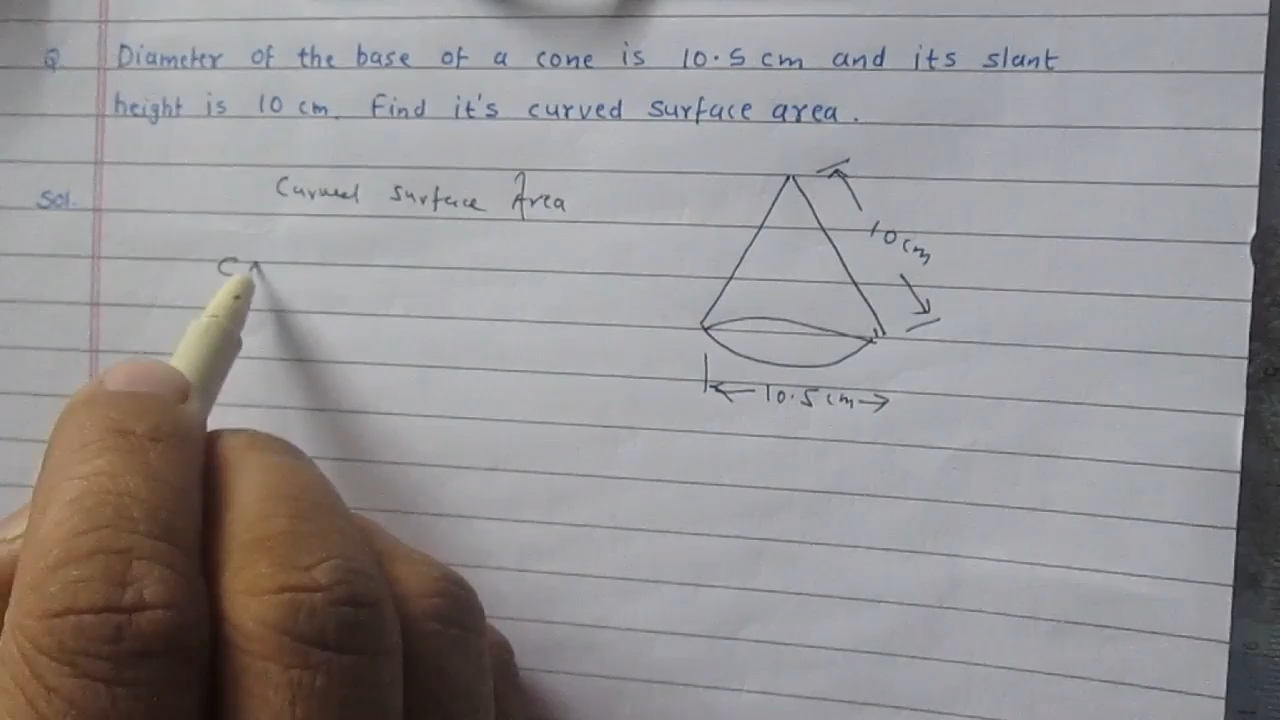 Q Diameter of the base of a cone is 10.5 cm and its slant
height is 10 cm. Find it's curved surface area.
Sol. Curved Surface Area
10 cm
10.5 cm